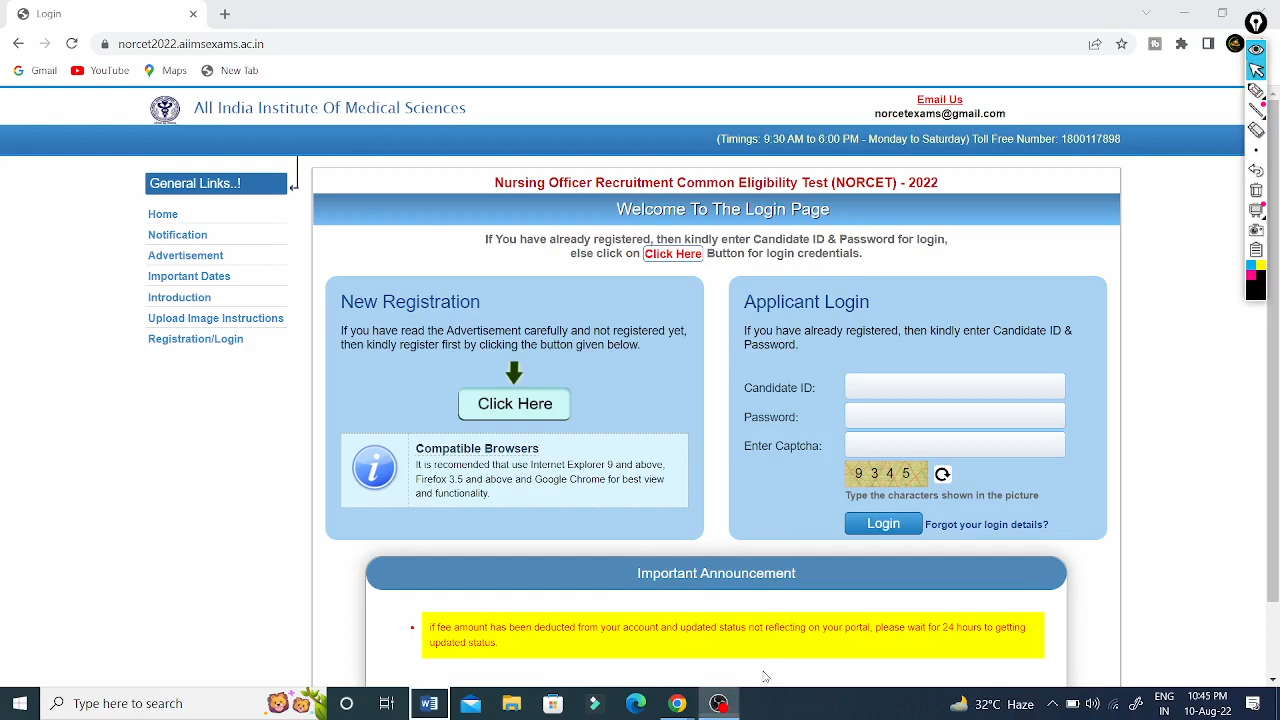 Login
norcet2022.aiimsexams.ac.in
Gmail
YouTube
Maps
New Tab
All India Institute Of Medical Sciences
Email Us
norcetexams@gmail.com
(Timings: 9:30 AM to 6:00 PM - Monday to Saturday) Toll Free Number: 1800117898
General Links..!
Home
Notification
Advertisement
Important Dates
Introduction
Upload Image Instructions
Registration/Login
Nursing Officer Recruitment Common Eligibility Test (NORCET) - 2022
Welcome To The Login Page
If You have already registered, then kindly enter Candidate ID & Password for login,
else click on Click Here Button for login credentials.
New Registration
If you have read the Advertisement carefully and not registered yet,
then kindly register first by clicking the button given below.
Click Here
Compatible Browsers
It is recomended that use Internet Explorer 9 and above,
Firefox 3.5 and above and Google Chrome for best view
and functionality.
Applicant Login
If you have already registered, then kindly enter Candidate ID &
Password.
Candidate ID:
Password:
Enter Captcha:
9 3 4 5
Type the characters shown in the picture
Login Forgot your login details?
Important Announcement
if fee amount has been deducted from your account and updated status not reflecting on your portal, please wait for 24 hours to getting
updated status.
Type here to search
32°C Haze
ENG
IN
10:45 PM
10-Aug-22